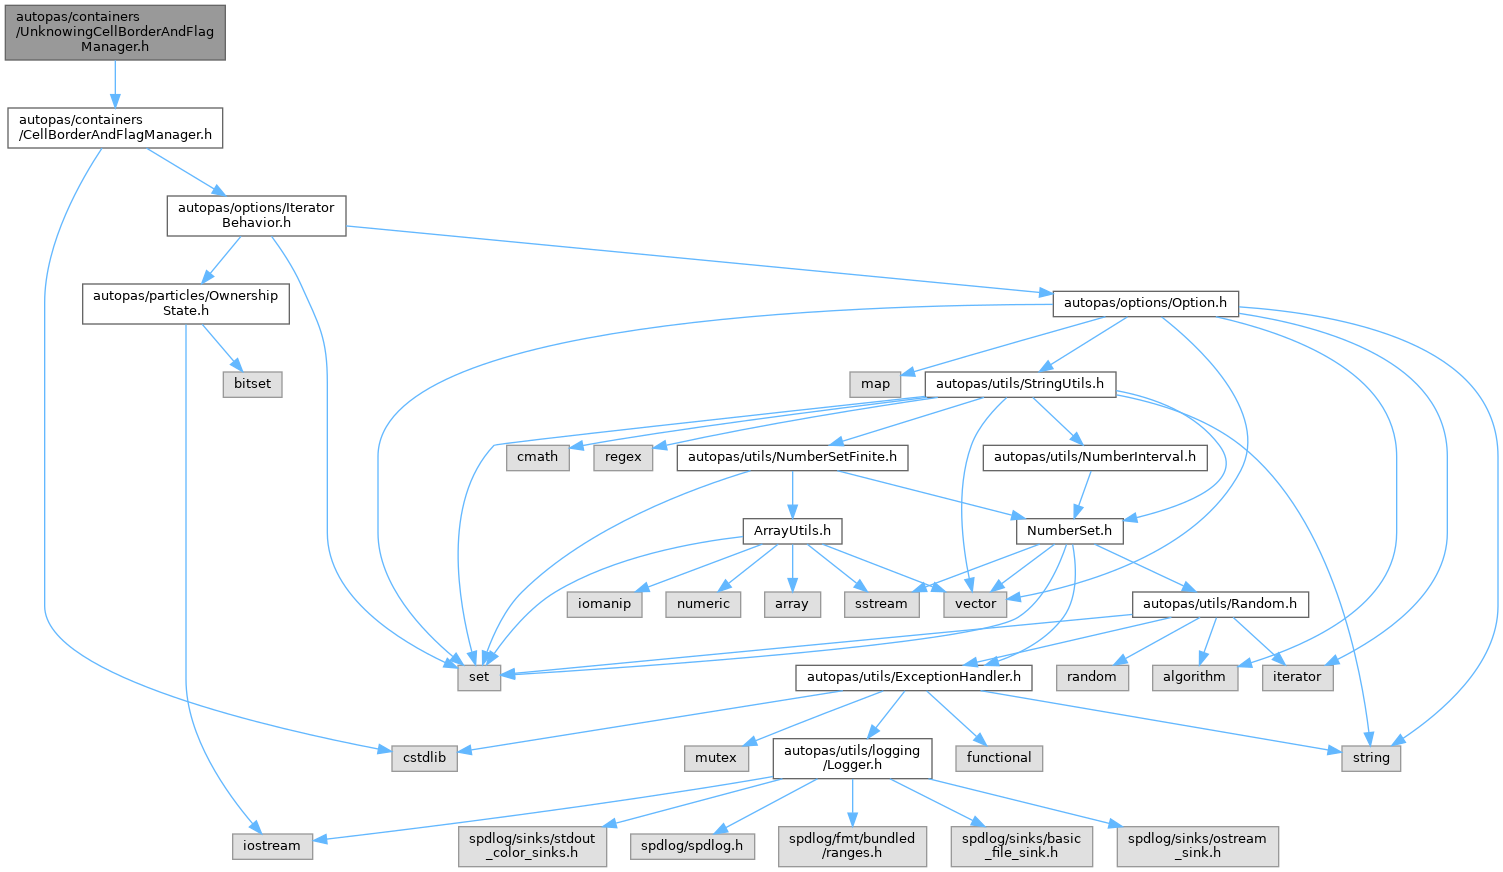 autopas/containers
/UnknowingCellBorderAndFlag
Manager.h
autopas/containers
/CellBorderAndFlagManager.h
autopas/options/Iterator
Behavior.h
autopas/particles/Ownership
State.h
autopas/options/Option.h
bitset
map
autopas/utils/StringUtils.h
cmath
regex
autopas/utils/NumberSetFinite.h
autopas/utils/NumberInterval.h
ArrayUtils.h
NumberSet.h
iomanip
numeric
array
sstream
vector
autopas/utils/Random.h
set
autopas/utils/ExceptionHandler.h
random
algorithm
iterator
cstdlib
mutex
autopas/utils/logging
/Logger.h
functional
string
iostream
spdlog/sinks/stdout
_color_sinks.h
spdlog/spdlog.h
spdlog/fmt/bundled
/ranges.h
spdlog/sinks/basic
_file_sink.h
spdlog/sinks/ostream
_sink.h